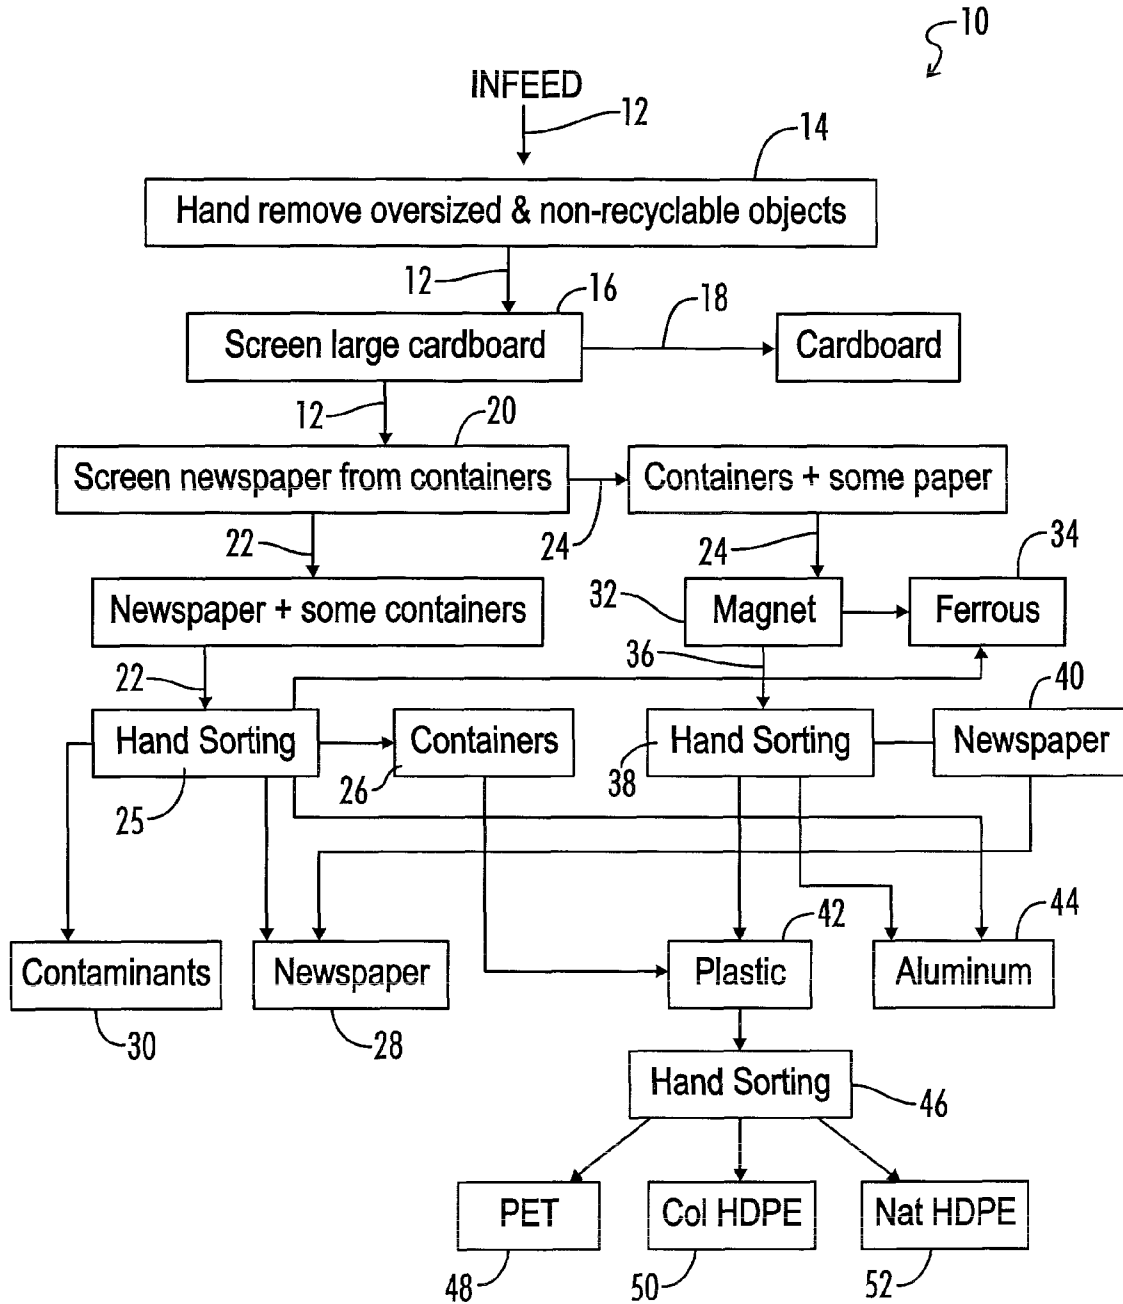 10
INFEED
12
14
Hand remove oversized & non-recyclable objects
12
16
18
Screen large cardboard
Cardboard
12
20
Screen newspaper from containers
Containers + some paper
22
24
24
34
Newspaper + some containers
32
Magnet
Ferrous
22
36
40
Hand Sorting
Containers
Hand Sorting
Newspaper
25
26
38
42
44
Contaminants
Newspaper
Plastic
Aluminum
30
28
Hand Sorting
46
PET
Col HDPE
Nat HDPE
48
50
52